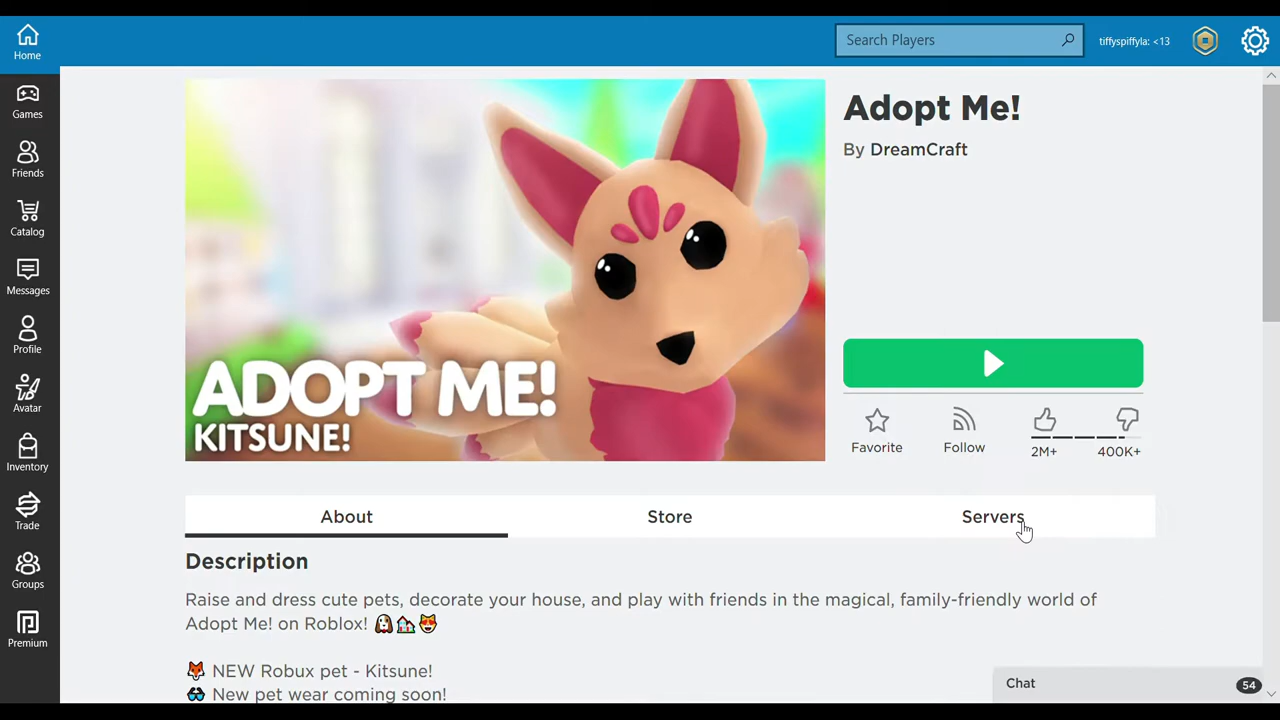 Home
Search Players
tiffyspiffyla: <13
Games
Friends
Catalog
Messages
Profile
Avatar
Inventory
Trade
Groups
Premium
ADOPT ME!
KITSUNE!
Adopt Me!
By DreamCraft
Favorite
Follow
2M+
400K+
About
Store
Servers
Description
Raise and dress cute pets, decorate your house, and play with friends in the magical, family-friendly world of
Adopt Me! on Roblox! 🐶🏠😻
🦊 NEW Robux pet - Kitsune!
🕶️ New pet wear coming soon!
Chat
54